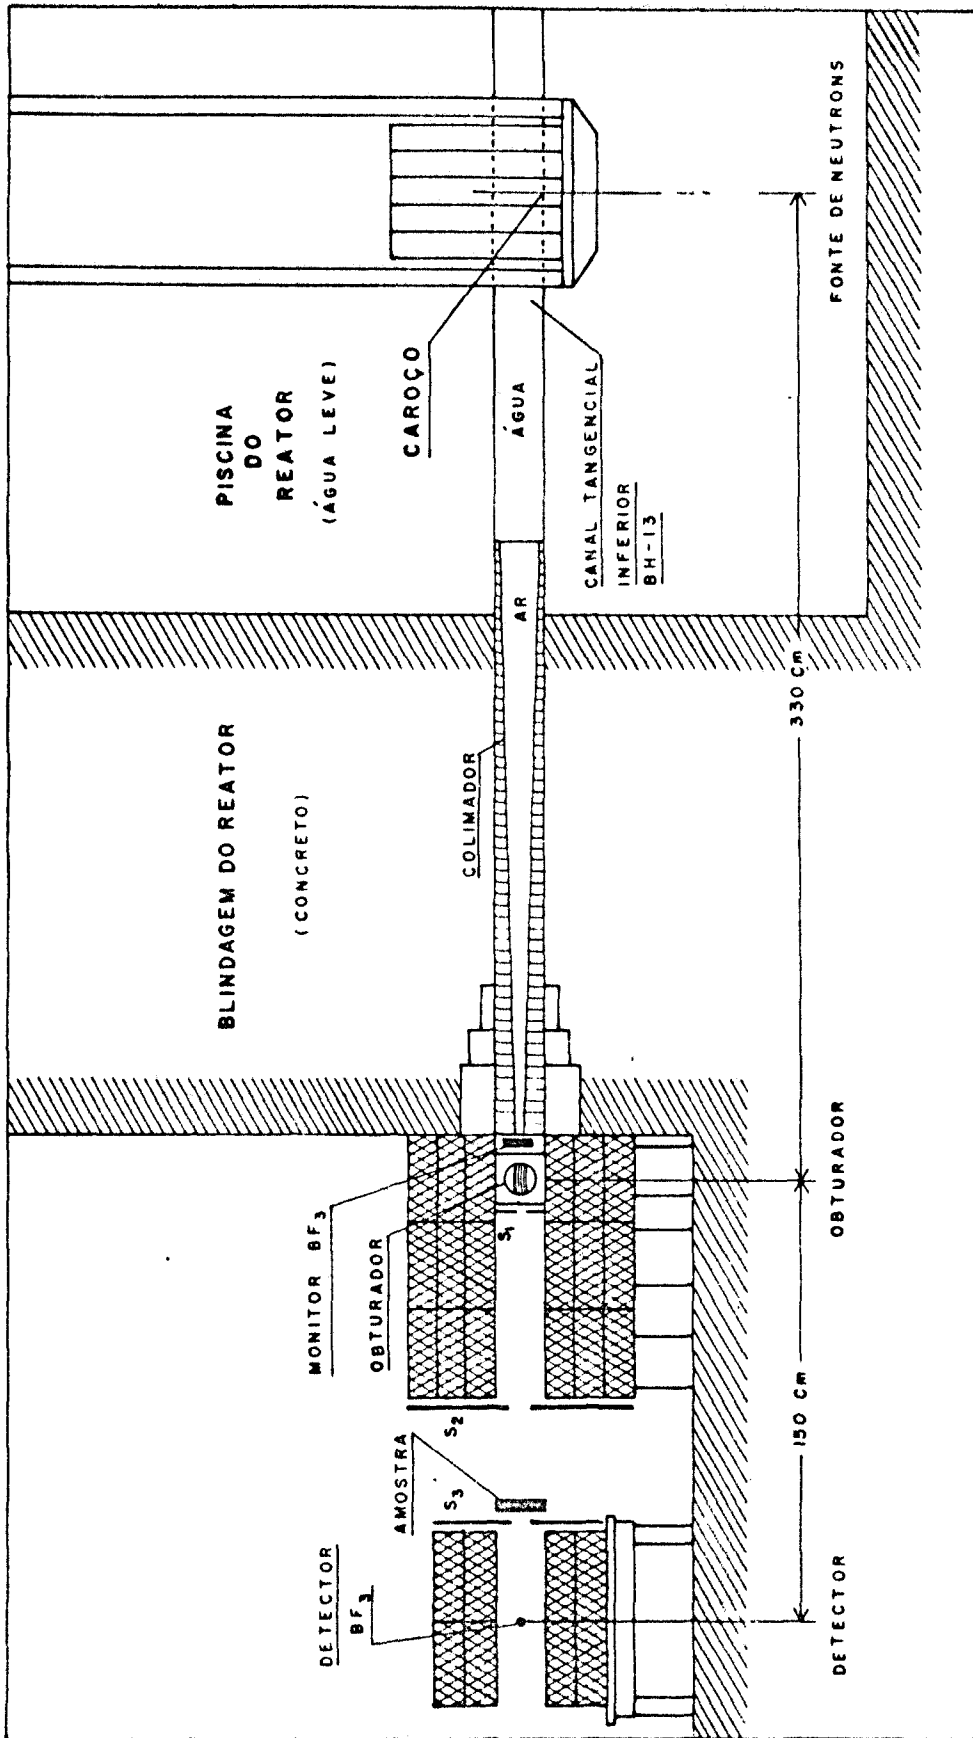 BLINDAGEM DO REATOR
(CONCRETO)
PISCINA
DO
REATOR
(ÁGUA LEVE)
DETECTOR
BF3
MONITOR BF3
OBTURADOR
AMOSTRA
CAROÇO
S3
S2
S1
COLIMADOR
AR
ÁGUA
CANAL TANGENCIAL
INFERIOR
BH-13
150 Cm
330 Cm
DETECTOR
OBTURADOR
FONTE DE NEUTRONS